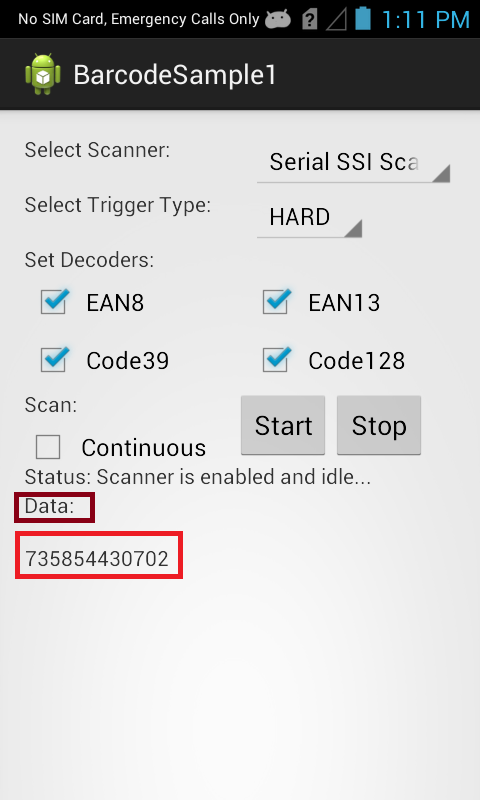 No SIM Card, Emergency Calls Only 1:11 PM
BarcodeSample1
Select Scanner: Serial SSI Sca
Select Trigger Type: HARD
Set Decoders:
EAN8 EAN13
Code39 Code128
Scan:
Start Stop
Continuous
Status: Scanner is enabled and idle...
Data:
735854430702